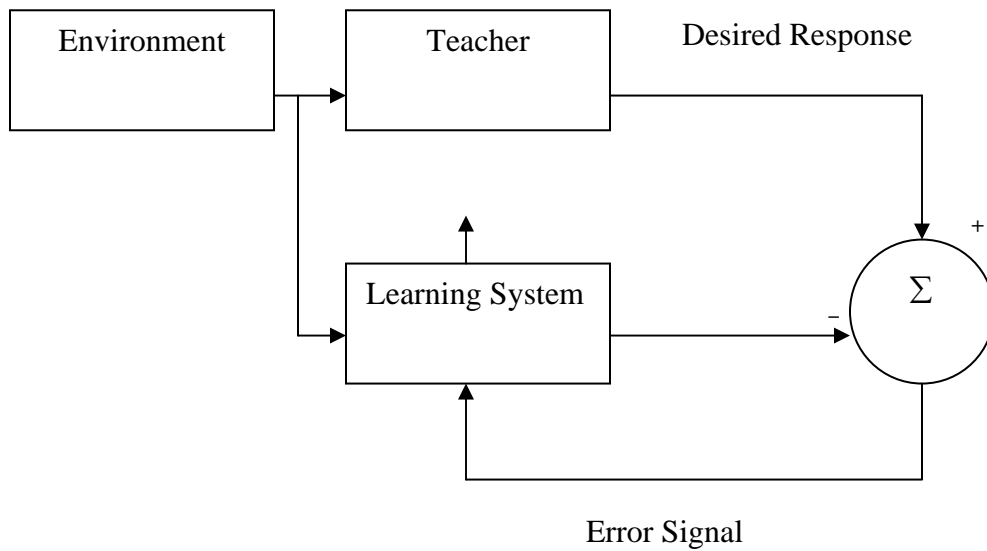 Environment
Teacher
Desired Response
+
Σ
Learning System
−
Error Signal